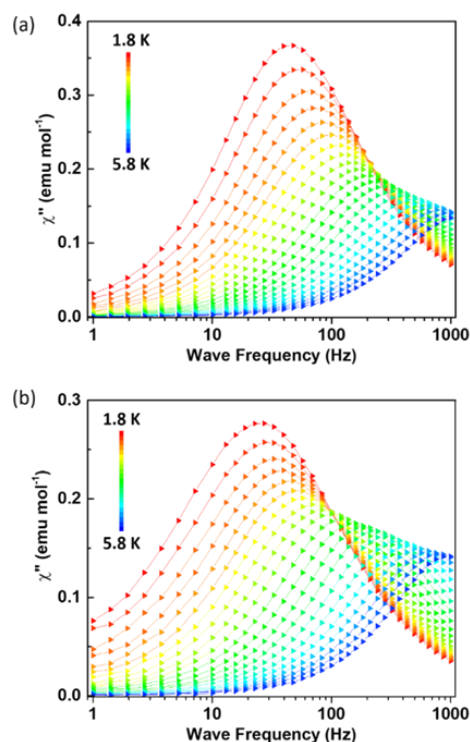 (a)
0.4
1.8 K
0.3
χ'' (emu mol⁻¹)
0.2
5.8 K
0.1
0.0
1 10 100 1000
Wave Frequency (Hz)
(b)
0.3
1.8 K
0.2
χ'' (emu mol⁻¹)
5.8 K
0.1
0.0
1 10 100 1000
Wave Frequency (Hz)